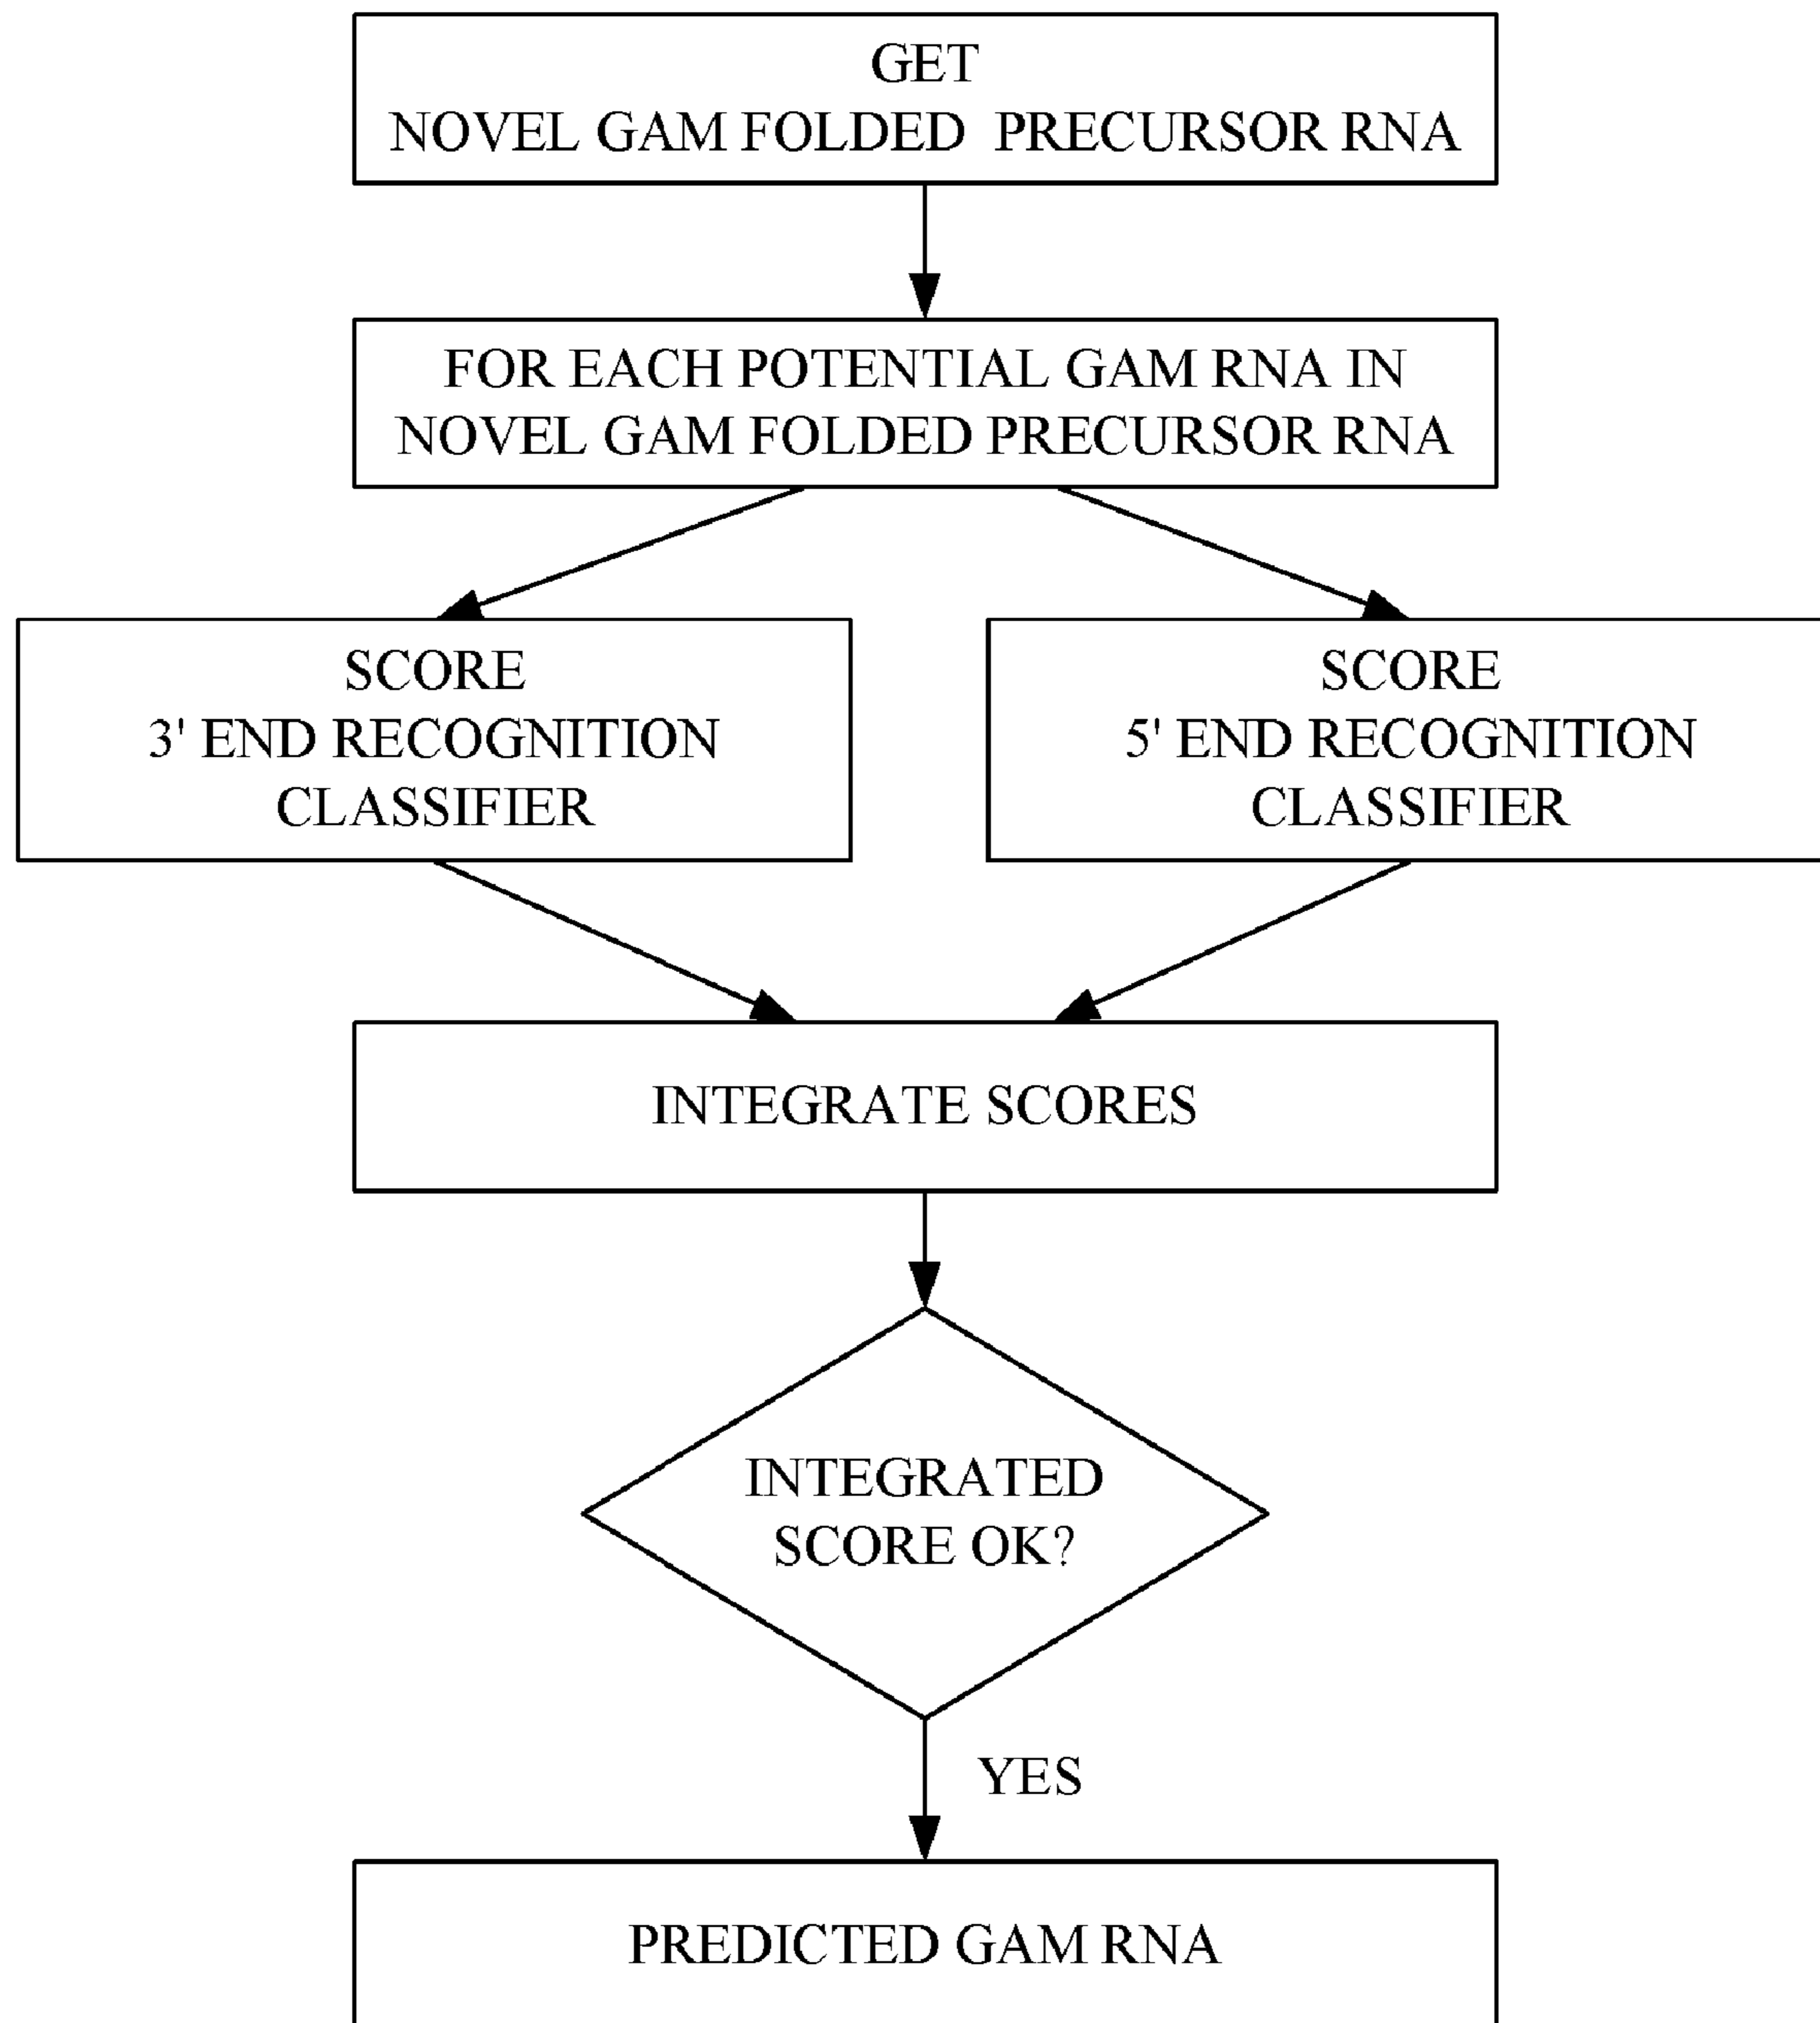 GET
NOVEL GAM FOLDED PRECURSOR RNA
FOR EACH POTENTIAL GAM RNA IN
NOVEL GAM FOLDED PRECURSOR RNA
SCORE
3' END RECOGNITION
CLASSIFIER
SCORE
5' END RECOGNITION
CLASSIFIER
INTEGRATE SCORES
INTEGRATED
SCORE OK?
YES
PREDICTED GAM RNA